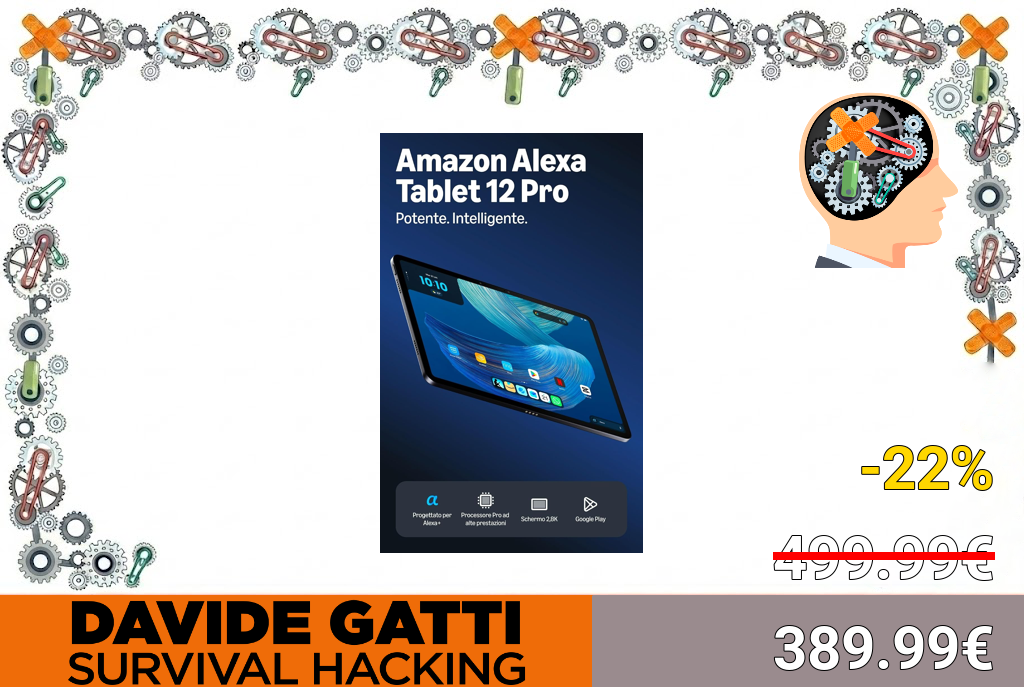 Amazon Alexa
Tablet 12 Pro
Potente. Intelligente.
10:10
α
Progettato per
Alexa+
Processore Pro ad
alte prestazioni
Schermo 2,8K
Google Play
-22%
499.99€
DAVIDE GATTI
SURVIVAL HACKING
389.99€